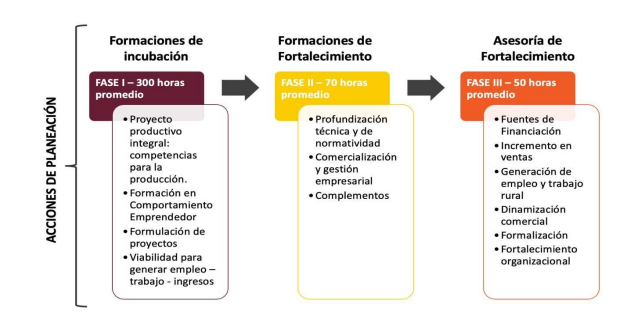 ACCIONES DE PLANEACIÓN
Formaciones de
incubación
FASE I – 300 horas
promedio
• Proyecto
productivo
integral:
competencias
para la
producción.
• Formación en
Comportamiento
Emprendedor
• Formulación de
proyectos
• Viabilidad para
generar empleo –
trabajo - ingresos
Formaciones de
Fortalecimiento
FASE II – 70 horas
promedio
• Profundización
técnica y de
normatividad
• Comercialización
y gestión
empresarial
• Complementos
Asesoría de
Fortalecimiento
FASE III – 50 horas
promedio
• Fuentes de
Financiación
• Incremento en
ventas
• Generación de
empleo y trabajo
rural
• Dinamización
comercial
• Formalización
• Fortalecimiento
organizacional